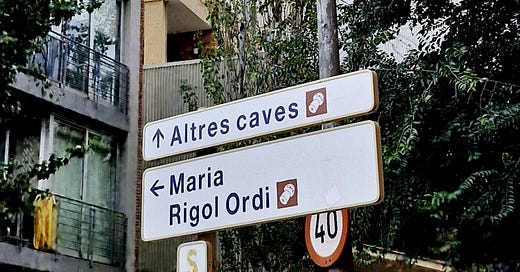 ↑ Altres caves
← Maria
Rigol Ordi
40
S